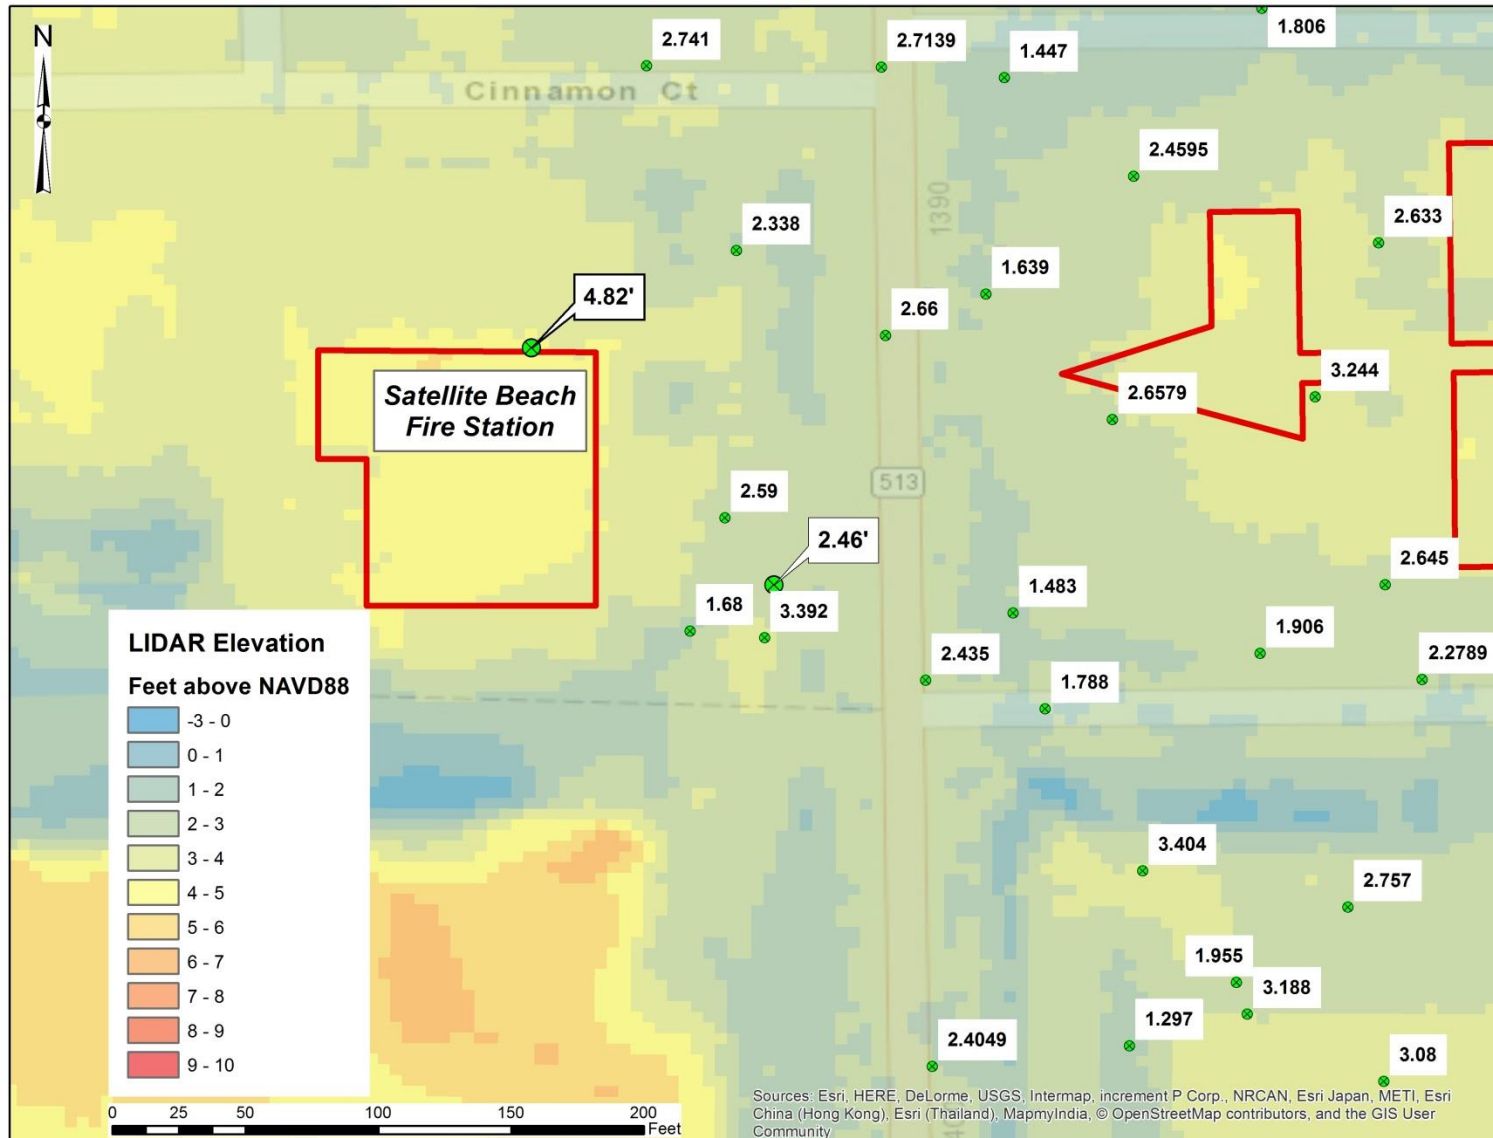 N
2.741
2.7139
1.447
1.806
Cinnamon Ct
2.4595
1390
2.633
2.338
1.639
4.82'
2.66
3.244
Satellite Beach
Fire Station
2.6579
513
2.59
2.46'
2.645
1.68
3.392
1.483
1.906
2.435
2.2789
1.788
LIDAR Elevation
Feet above NAVD88
-3 - 0
0 - 1
1 - 2
2 - 3
3 - 4
4 - 5
5 - 6
6 - 7
7 - 8
8 - 9
9 - 10
3.404
2.757
1.955
3.188
1.297
2.4049
3.08
0 25 50 100 150 200
Feet
Sources: Esri, HERE, DeLorme, USGS, Intermap, increment P Corp., NRCAN, Esri Japan, METI, Esri
China (Hong Kong), Esri (Thailand), MapmyIndia, © OpenStreetMap contributors, and the GIS User
Community